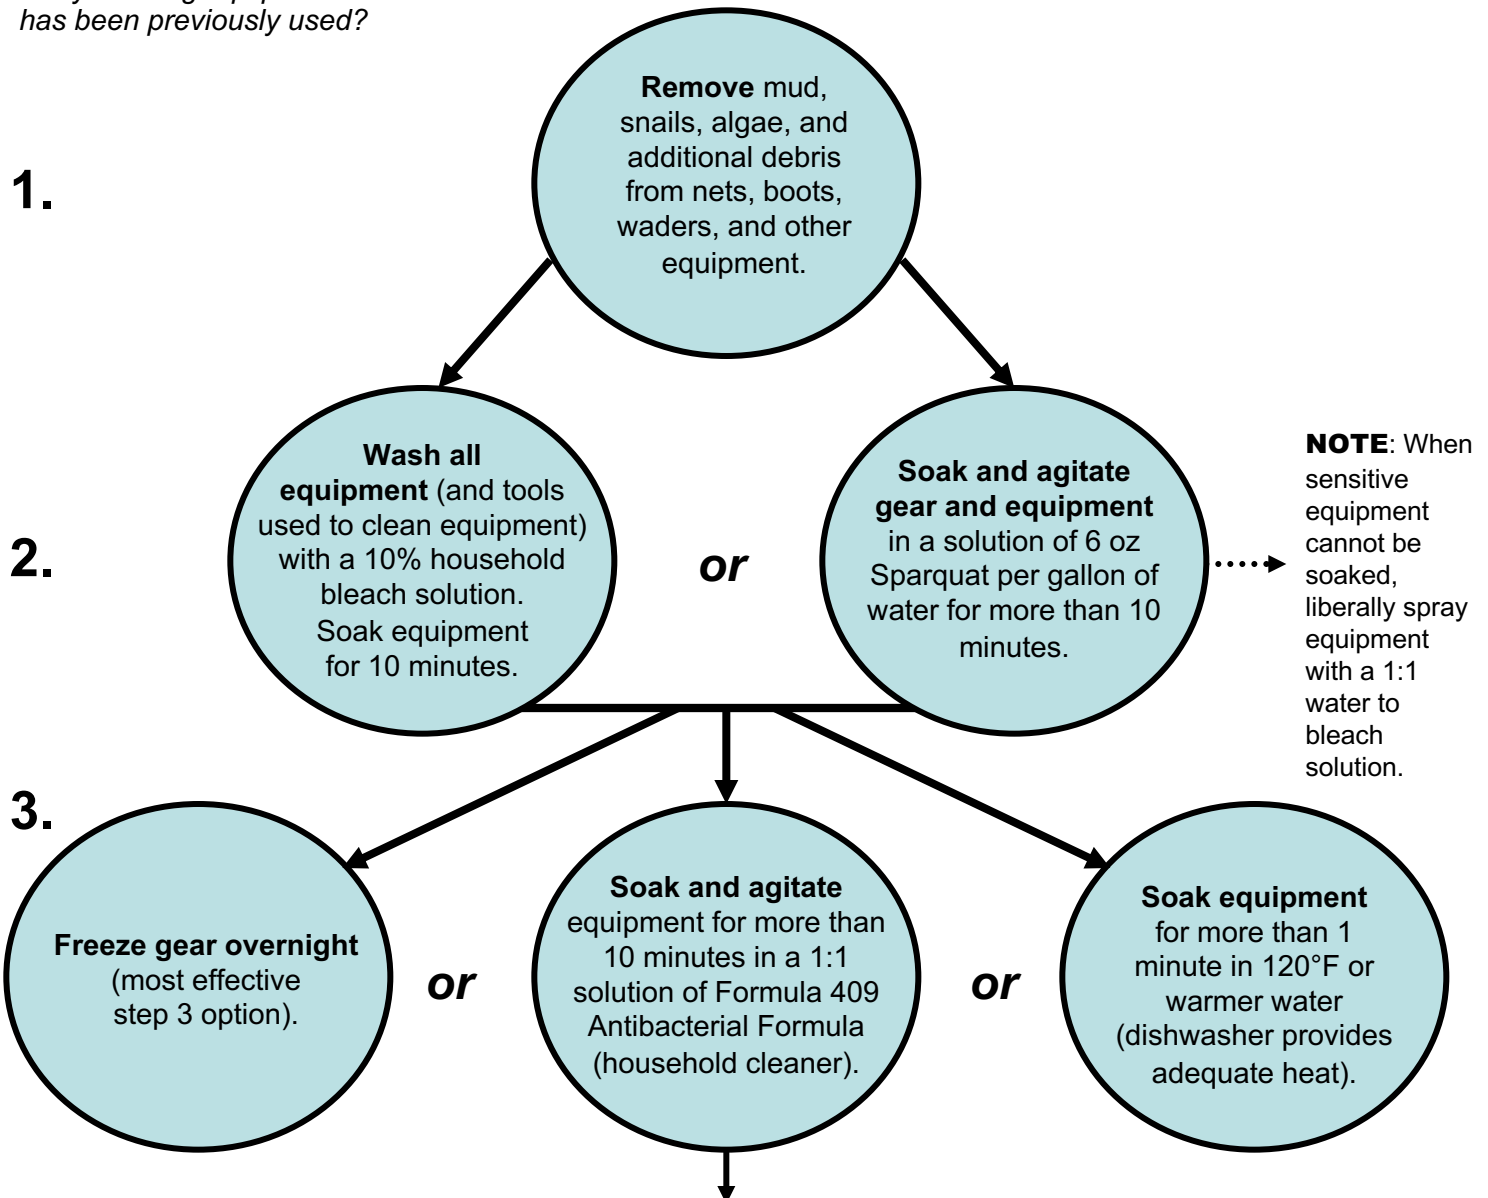 has been previously used?
1.
Remove mud,
snails, algae, and
additional debris
from nets, boots,
waders, and other
equipment.
2.
Wash all
equipment (and tools
used to clean equipment)
with a 10% household
bleach solution.
Soak equipment
for 10 minutes.
or
Soak and agitate
gear and equipment
in a solution of 6 oz
Sparquat per gallon of
water for more than 10
minutes.
NOTE: When
sensitive
equipment
cannot be
soaked,
liberally spray
equipment
with a 1:1
water to
bleach
solution.
3.
Freeze gear overnight
(most effective
step 3 option).
or
Soak and agitate
equipment for more than
10 minutes in a 1:1
solution of Formula 409
Antibacterial Formula
(household cleaner).
or
Soak equipment
for more than 1
minute in 120°F or
warmer water
(dishwasher provides
adequate heat).